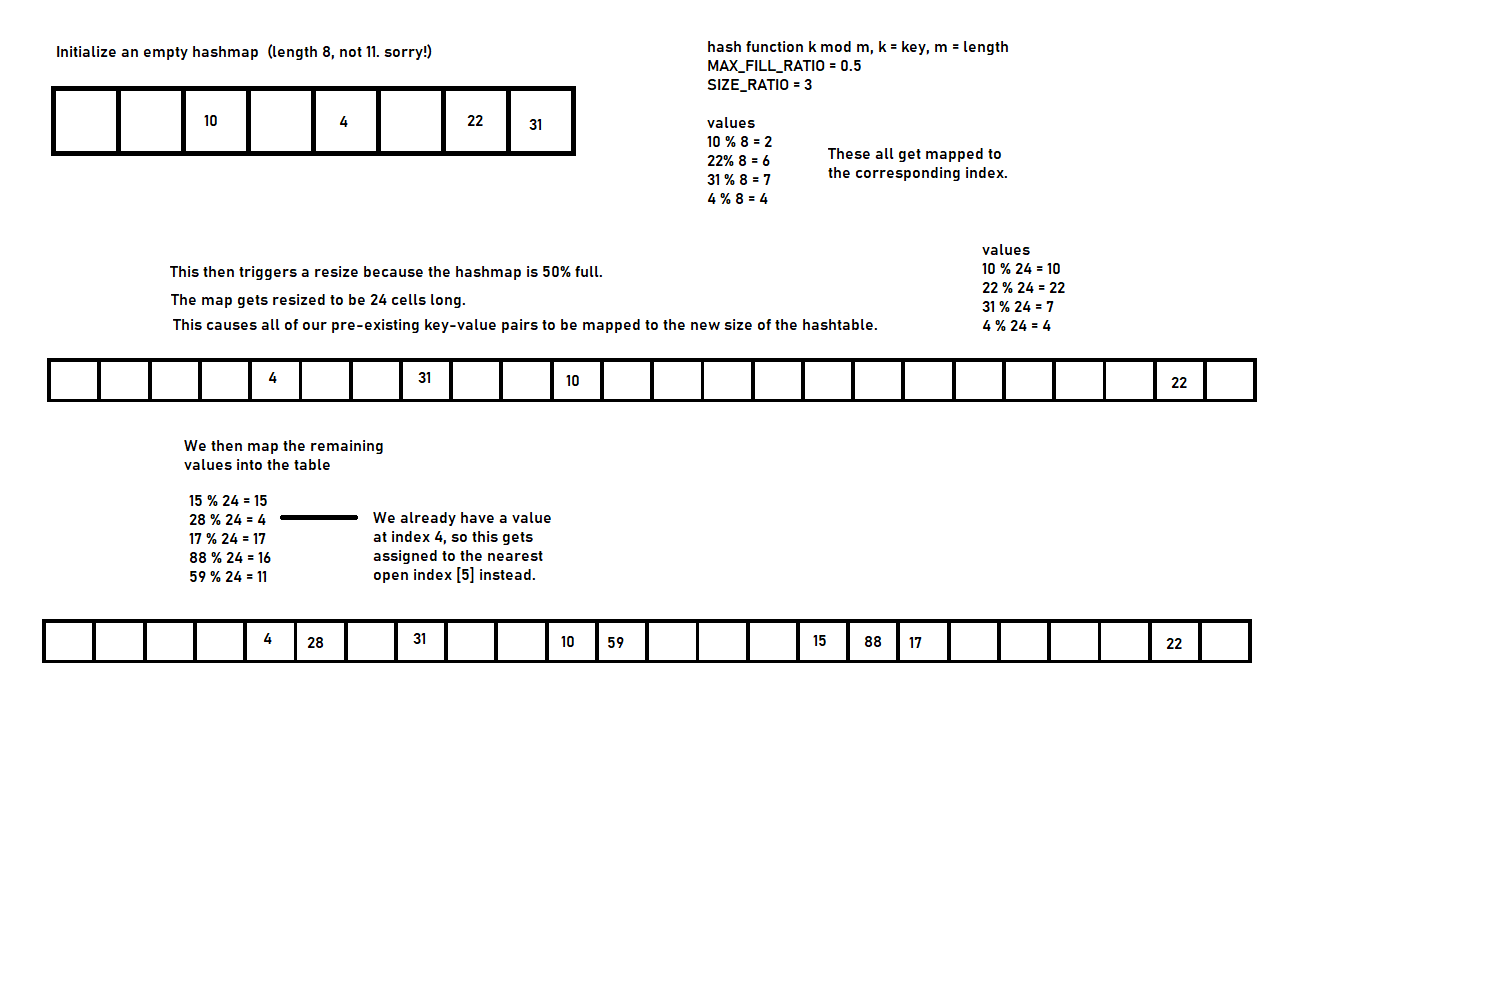 Initialize an empty hashmap  (length 8, not 11. sorry!)
10 4 22 31
hash function k mod m, k = key, m = length
MAX_FILL_RATIO = 0.5
SIZE_RATIO = 3
values
10 % 8 = 2
22% 8 = 6
31 % 8 = 7
4 % 8 = 4
These all get mapped to
the corresponding index.
This then triggers a resize because the hashmap is 50% full.
The map gets resized to be 24 cells long.
This causes all of our pre-existing key-value pairs to be mapped to the new size of the hashtable.
values
10 % 24 = 10
22 % 24 = 22
31 % 24 = 7
4 % 24 = 4
4 31 10 22
We then map the remaining
values into the table
15 % 24 = 15
28 % 24 = 4
17 % 24 = 17
88 % 24 = 16
59 % 24 = 11
We already have a value
at index 4, so this gets
assigned to the nearest
open index [5] instead.
4 28 31 10 59 15 88 17 22